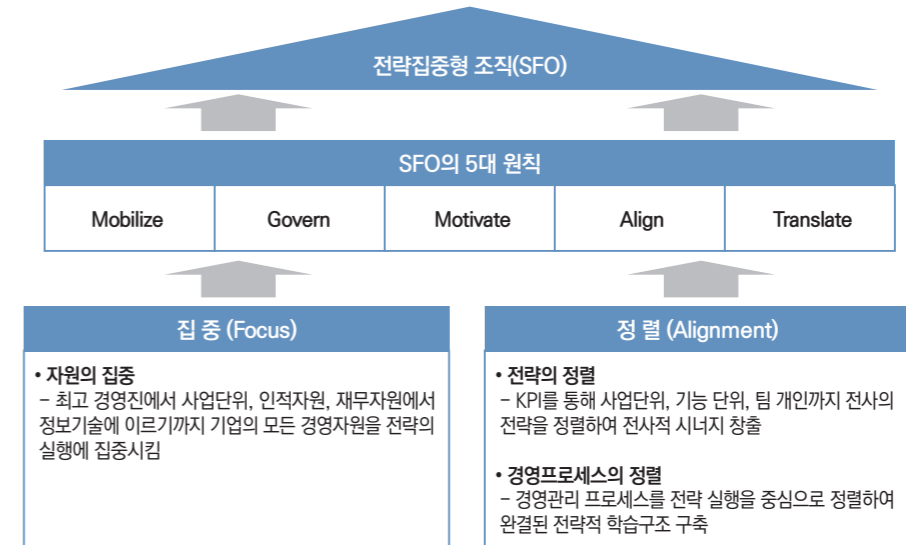 전략집중형 조직(SFO)
SFO의 5대 원칙
Mobilize
Govern
Motivate
Align
Translate
집 중 (Focus)
• 자원의 집중
– 최고 경영진에서 사업단위, 인적자원, 재무자원에서
정보기술에 이르기까지 기업의 모든 경영자원을 전략의
실행에 집중시킴
정 렬 (Alignment)
• 전략의 정렬
– KPI를 통해 사업단위, 기능 단위, 팀 개인까지 전사의
전략을 정렬하여 전사적 시너지 창출
• 경영프로세스의 정렬
– 경영관리 프로세스를 전략 실행을 중심으로 정렬하여
완결된 전략적 학습구조 구축